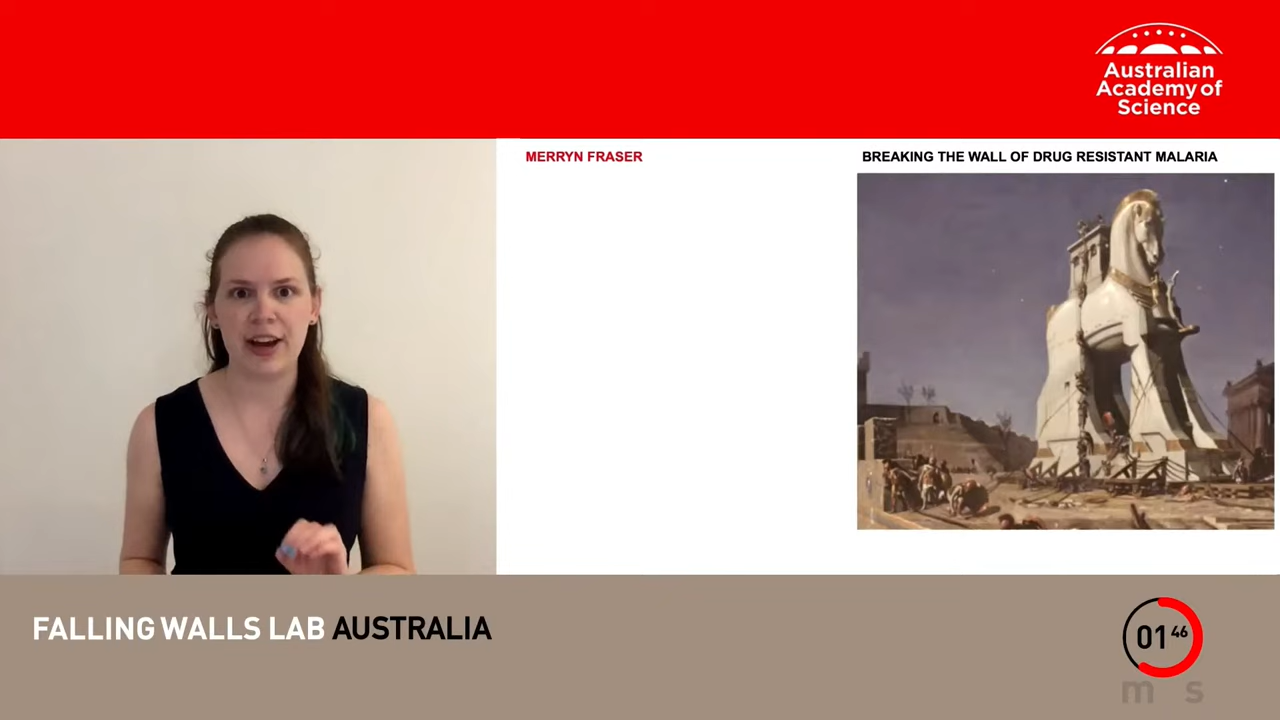 Australian
Academy of
Science
MERRYN FRASER
BREAKING THE WALL OF DRUG RESISTANT MALARIA
FALLING WALLS LAB AUSTRALIA
01 46
m s